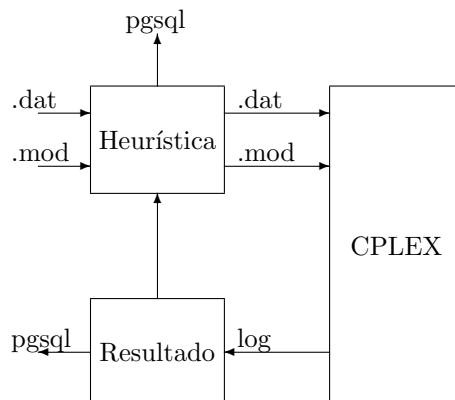 pgsql
.dat
.dat
Heurística
.mod
.mod
CPLEX
pgsql
Resultado
log